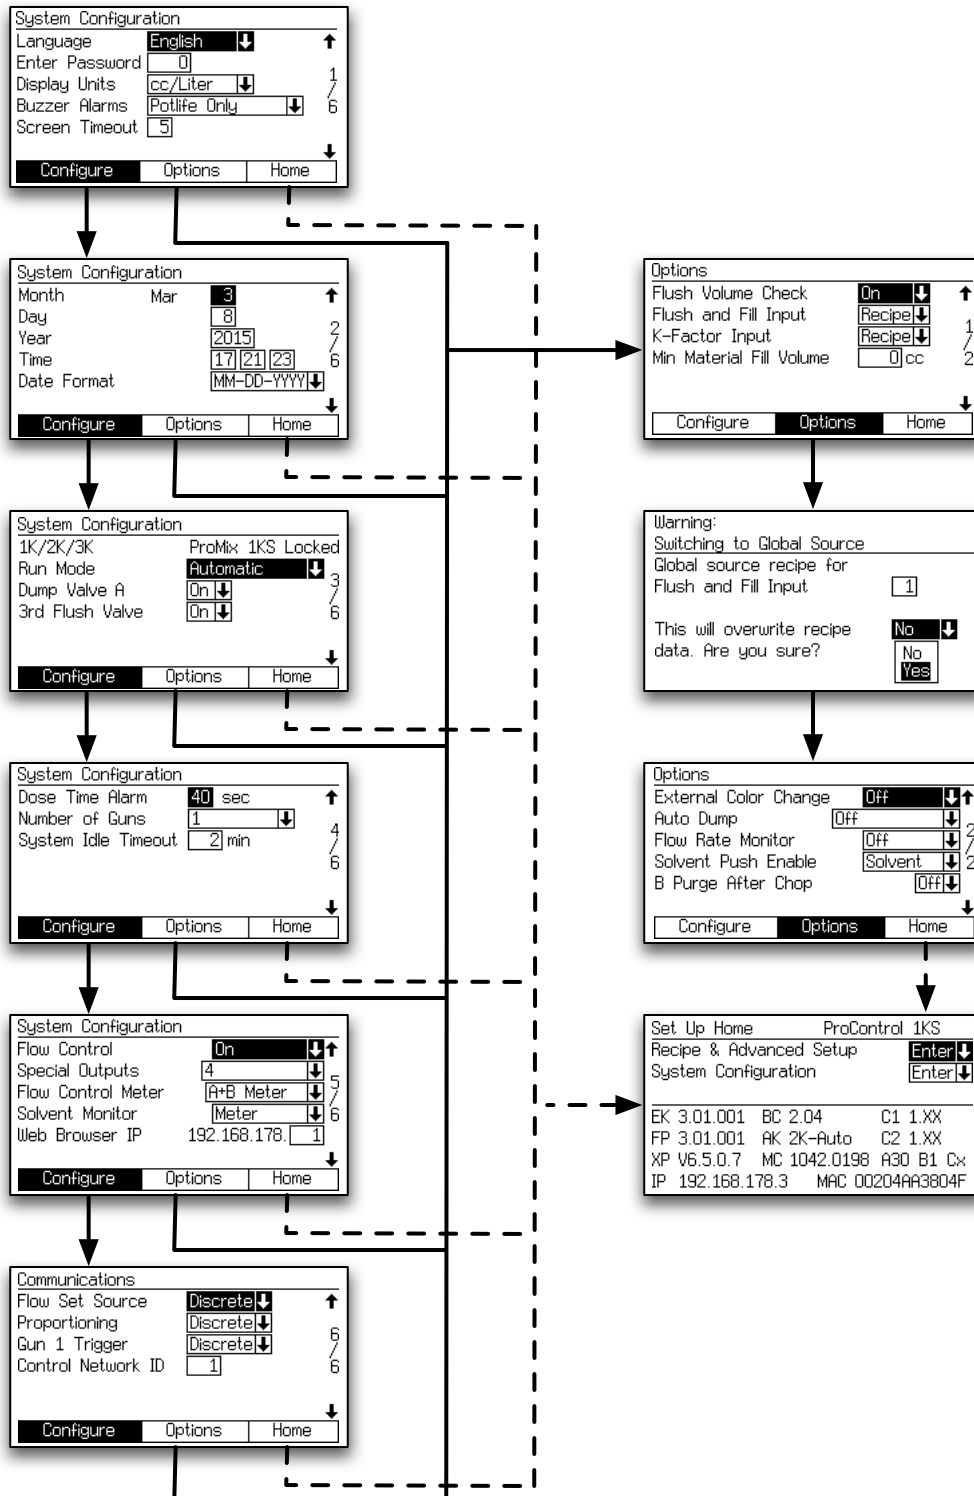 System Configuration
Language English
Enter Password 0
Display Units cc/Liter
Buzzer Alarms Potlife Only
Screen Timeout 5
1/6
Configure Options Home
System Configuration
Month Mar 3
Day 8
Year 2015
Time 17 21 23
Date Format MM-DD-YYYY
2/6
Configure Options Home
System Configuration
1K/2K/3K ProMix 1KS Locked
Run Mode Automatic
Dump Valve A On
3rd Flush Valve On
3/6
Configure Options Home
System Configuration
Dose Time Alarm 40 sec
Number of Guns 1
System Idle Timeout 2 min
4/6
Configure Options Home
System Configuration
Flow Control On
Special Outputs 4
Flow Control Meter A+B Meter
Solvent Monitor Meter
Web Browser IP 192.168.178. 1
5/6
Configure Options Home
Communications
Flow Set Source Discrete
Proportioning Discrete
Gun 1 Trigger Discrete
Control Network ID 1
6/6
Configure Options Home
Options
Flush Volume Check On
Flush and Fill Input Recipe
K-Factor Input Recipe
Min Material Fill Volume 0 cc
1/2
Configure Options Home
Warning:
Switching to Global Source
Global source recipe for
Flush and Fill Input 1
This will overwrite recipe No
data. Are you sure? No
Yes
Options
External Color Change Off
Auto Dump Off
Flow Rate Monitor Off
Solvent Push Enable Solvent
B Purge After Chop Off
2/2
Configure Options Home
Set Up Home ProControl 1KS
Recipe & Advanced Setup Enter
System Configuration Enter
EK 3.01.001 BC 2.04 C1 1.XX
FP 3.01.001 AK 2K-Auto C2 1.XX
XP V6.5.0.7 MC 1042.0198 A30 B1 Cx
IP 192.168.178.3 MAC 00204AA3804F